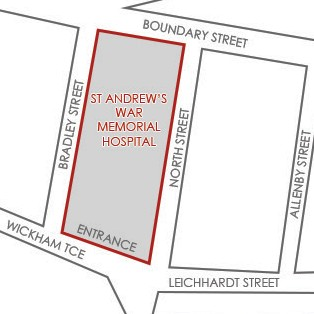 BOUNDARY STREET
BRADLEY STREET
ST ANDREW'S
WAR
MEMORIAL
HOSPITAL
NORTH STREET
ALLENBY STREET
ENTRANCE
WICKHAM TCE
LEICHHARDT STREET